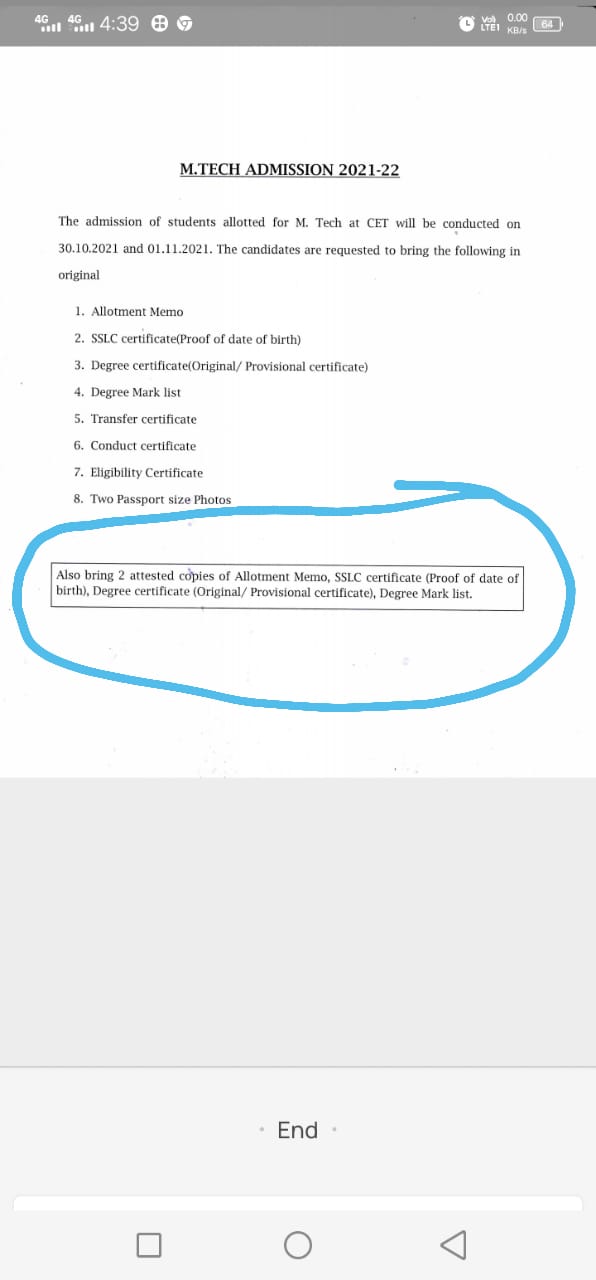 4G 4G 4:39 Vo) LTE1 0.00 KB/s 64
M.TECH ADMISSION 2021-22
The admission of students allotted for M. Tech at CET will be conducted on
30.10.2021 and 01.11.2021. The candidates are requested to bring the following in
original
1. Allotment Memo
2. SSLC certificate(Proof of date of birth)
3. Degree certificate(Original/ Provisional certificate)
4. Degree Mark list
5. Transfer certificate
6. Conduct certificate
7. Eligibility Certificate
8. Two Passport size Photos
Also bring 2 attested copies of Allotment Memo, SSLC certificate (Proof of date of
birth), Degree certificate (Original/ Provisional certificate), Degree Mark list.
End